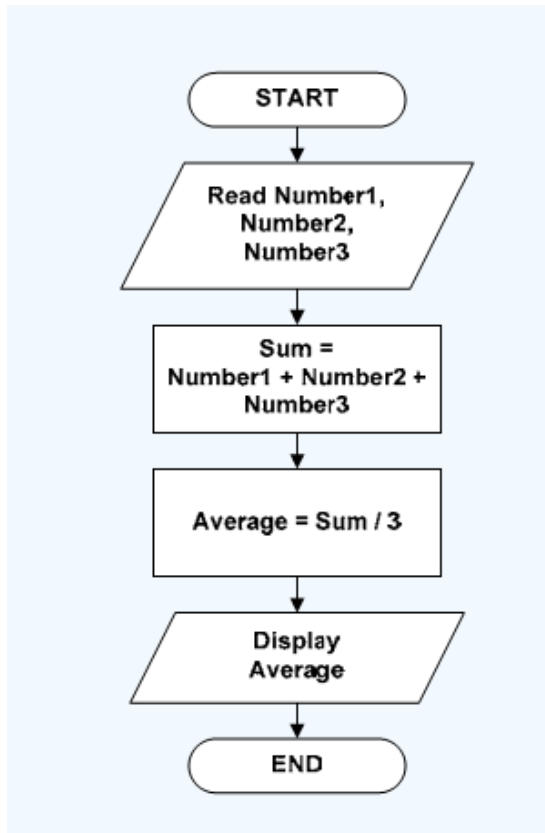 START
Read Number1,
Number2,
Number3
Sum =
Number1 + Number2 +
Number3
Average = Sum / 3
Display
Average
END